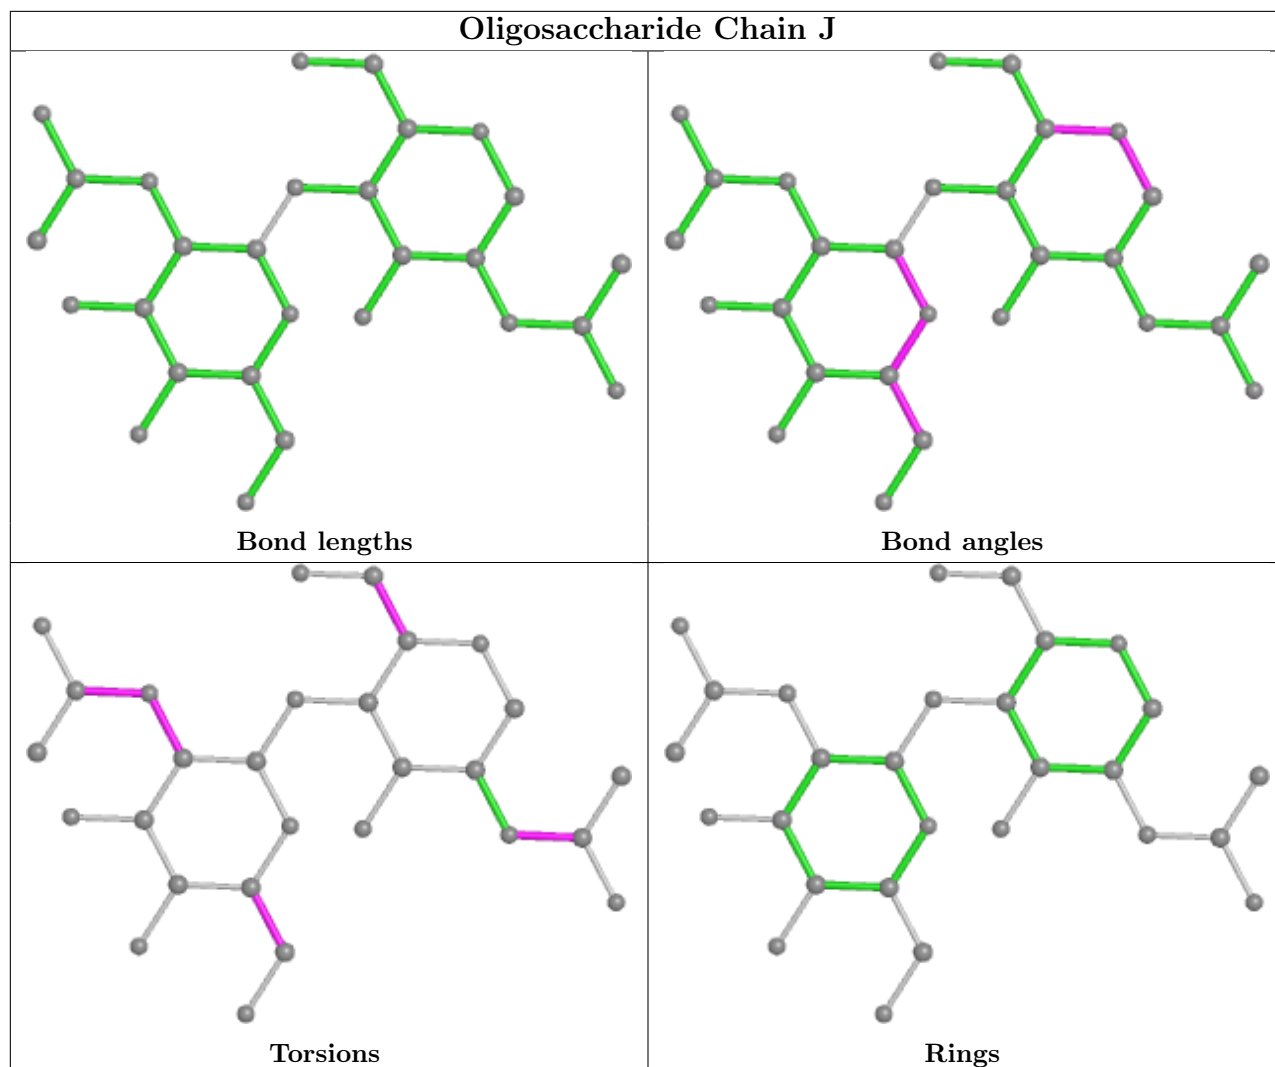 Oligosaccharide Chain J
Bond lengths
Bond angles
Torsions
Rings